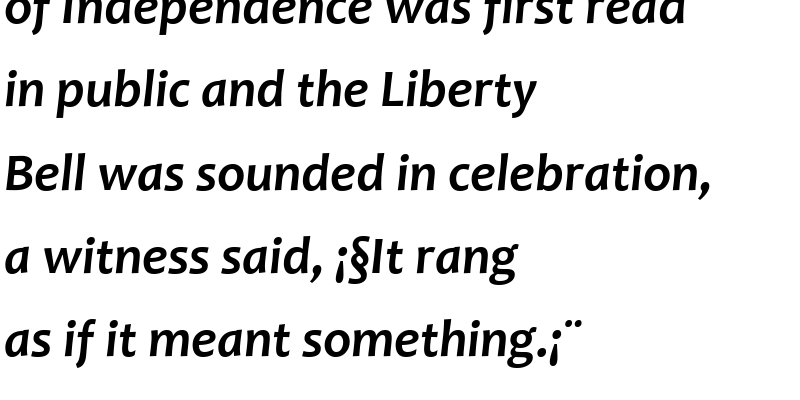 of Independence was first read
in public and the Liberty
Bell was sounded in celebration,
a witness said, ¡§It rang
as if it meant something.¡¨